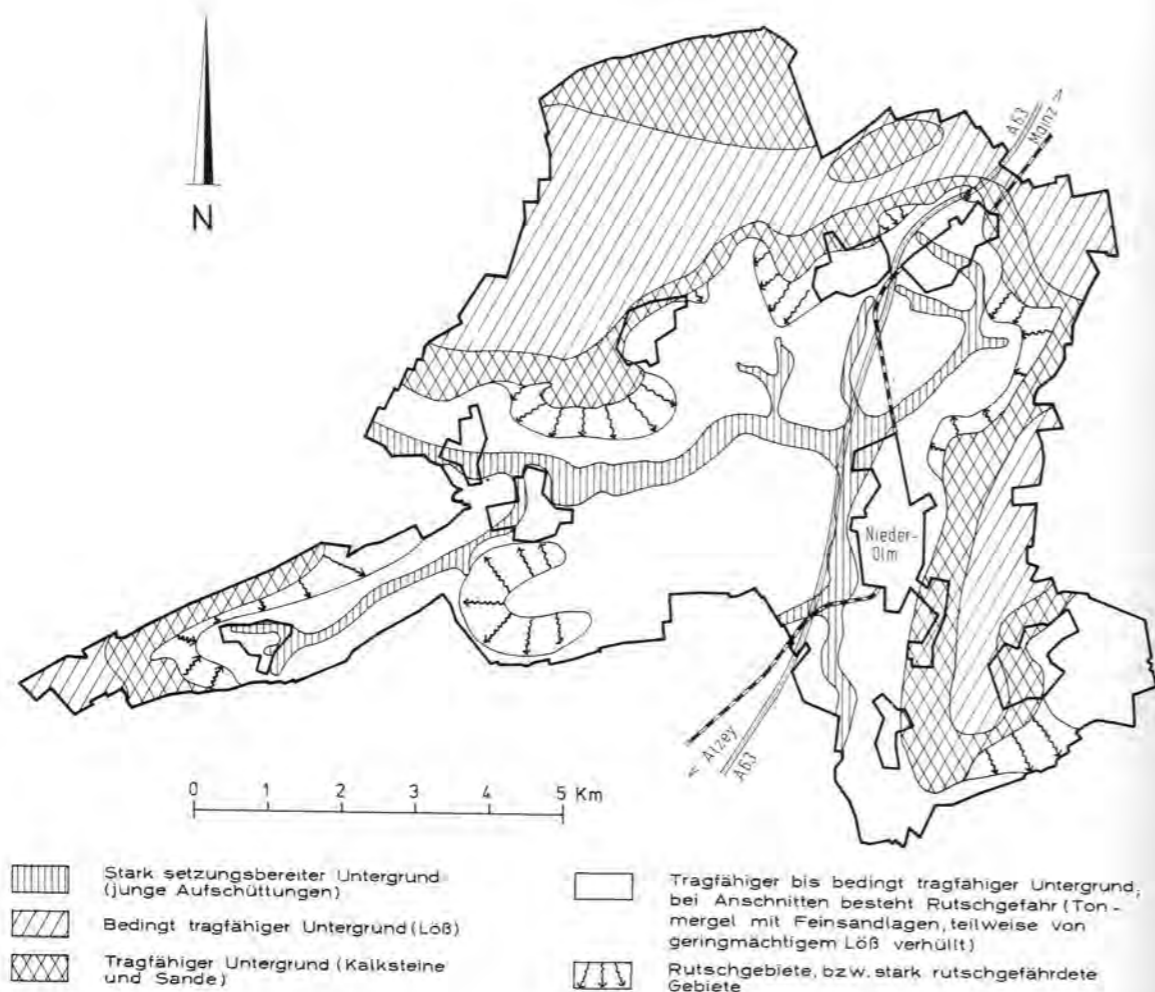 N
A63
Mainz
Nieder-
Olm
Alzey
A63
0 1 2 3 4 5 Km
Stark setzungsbereiter Untergrund
(junge Aufschüttungen)
Bedingt tragfähiger Untergrund (Löß)
Tragfähiger Untergrund (Kalksteine
und Sande)
Tragfähiger bis bedingt tragfähiger Untergrund,
bei Anschnitten besteht Rutschgefahr (Ton-
mergel mit Feinsandlagen, teilweise von
geringmächtigem Löß verhüllt)
Rutschgebiete, bzw. stark rutschgefährdete
Gebiete